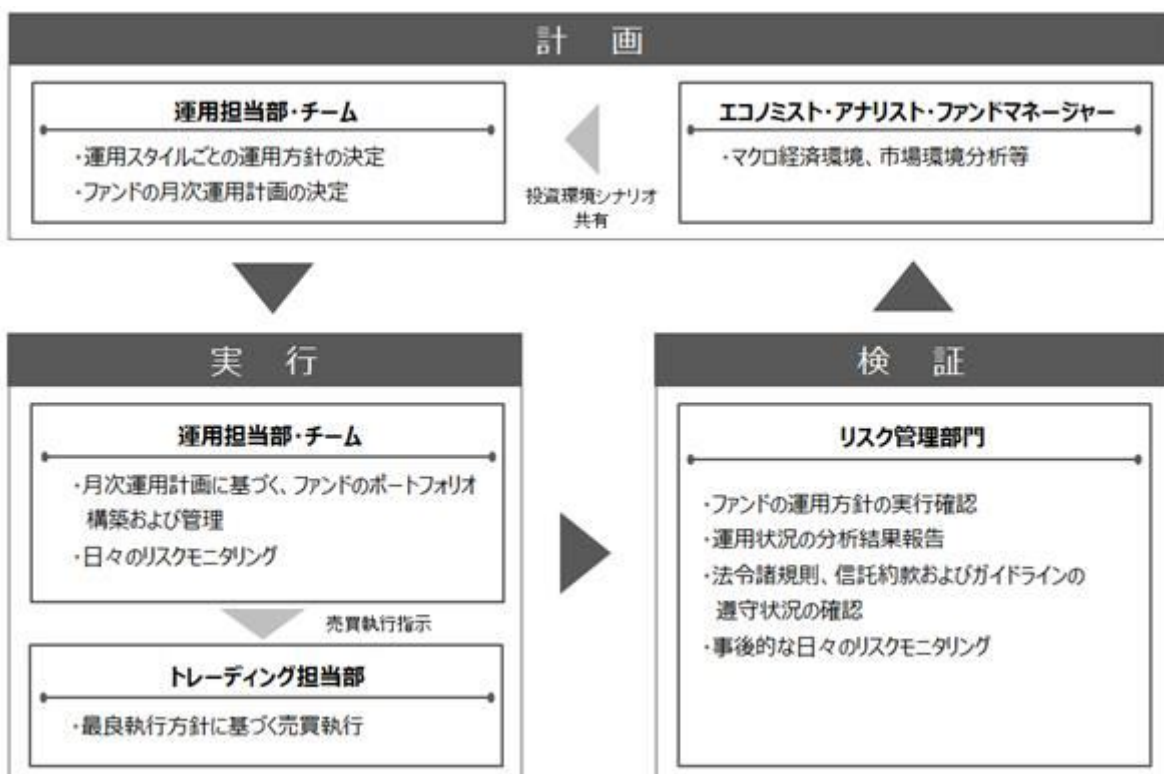 計 画
運用担当部・チーム
・運用スタイルごとの運用方針の決定
・ファンドの月次運用計画の決定
投資環境シナリオ
共有
エコノミスト・アナリスト・ファンドマネージャー
・マクロ経済環境、市場環境分析等
実 行
運用担当部・チーム
・月次運用計画に基づく、ファンドのポートフォリオ
構築および管理
・日々のリスクモニタリング
売買執行指示
トレーディング担当部
・最良執行方針に基づく売買執行
検 証
リスク管理部門
・ファンドの運用方針の実行確認
・運用状況の分析結果報告
・法令諸規則、信託約款およびガイドラインの
遵守状況の確認
・事後的な日々のリスクモニタリング